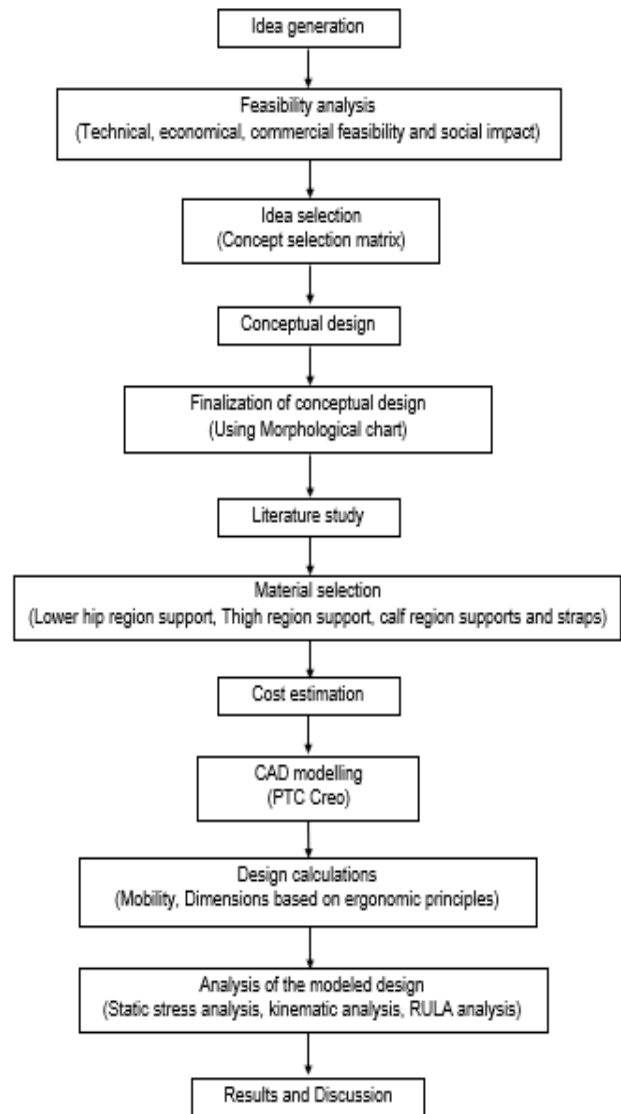 Idea generation
Feasibility analysis
(Technical, economical, commercial feasibility and social impact)
Idea selection
(Concept selection matrix)
Conceptual design
Finalization of conceptual design
(Using Morphological chart)
Literature study
Material selection
(Lower hip region support, Thigh region support, calf region supports and straps)
Cost estimation
CAD modelling
(PTC Creo)
Design calculations
(Mobility, Dimensions based on ergonomic principles)
Analysis of the modeled design
(Static stress analysis, kinematic analysis, RULA analysis)
Results and Discussion